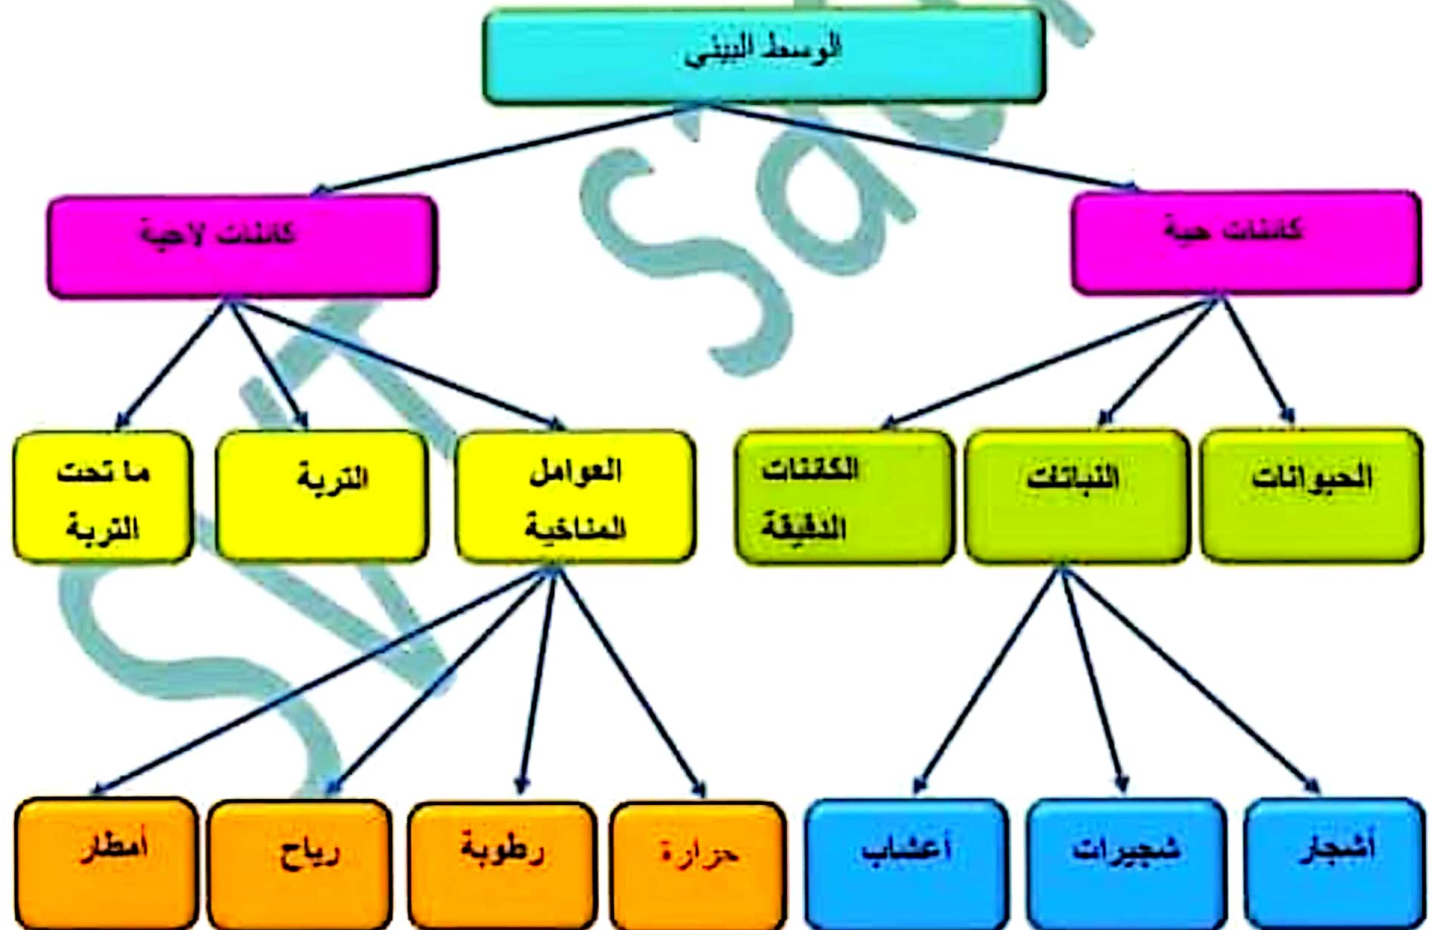 الوسط البيئي
كائنات حية
كائنات لاحية
الحيوانات
النباتات
الكائنات
الدقيقة
العوامل
المناخية
التربة
ما تحت
التربة
أشجار
شجيرات
أعشاب
حرارة
رطوبة
رياح
أمطار